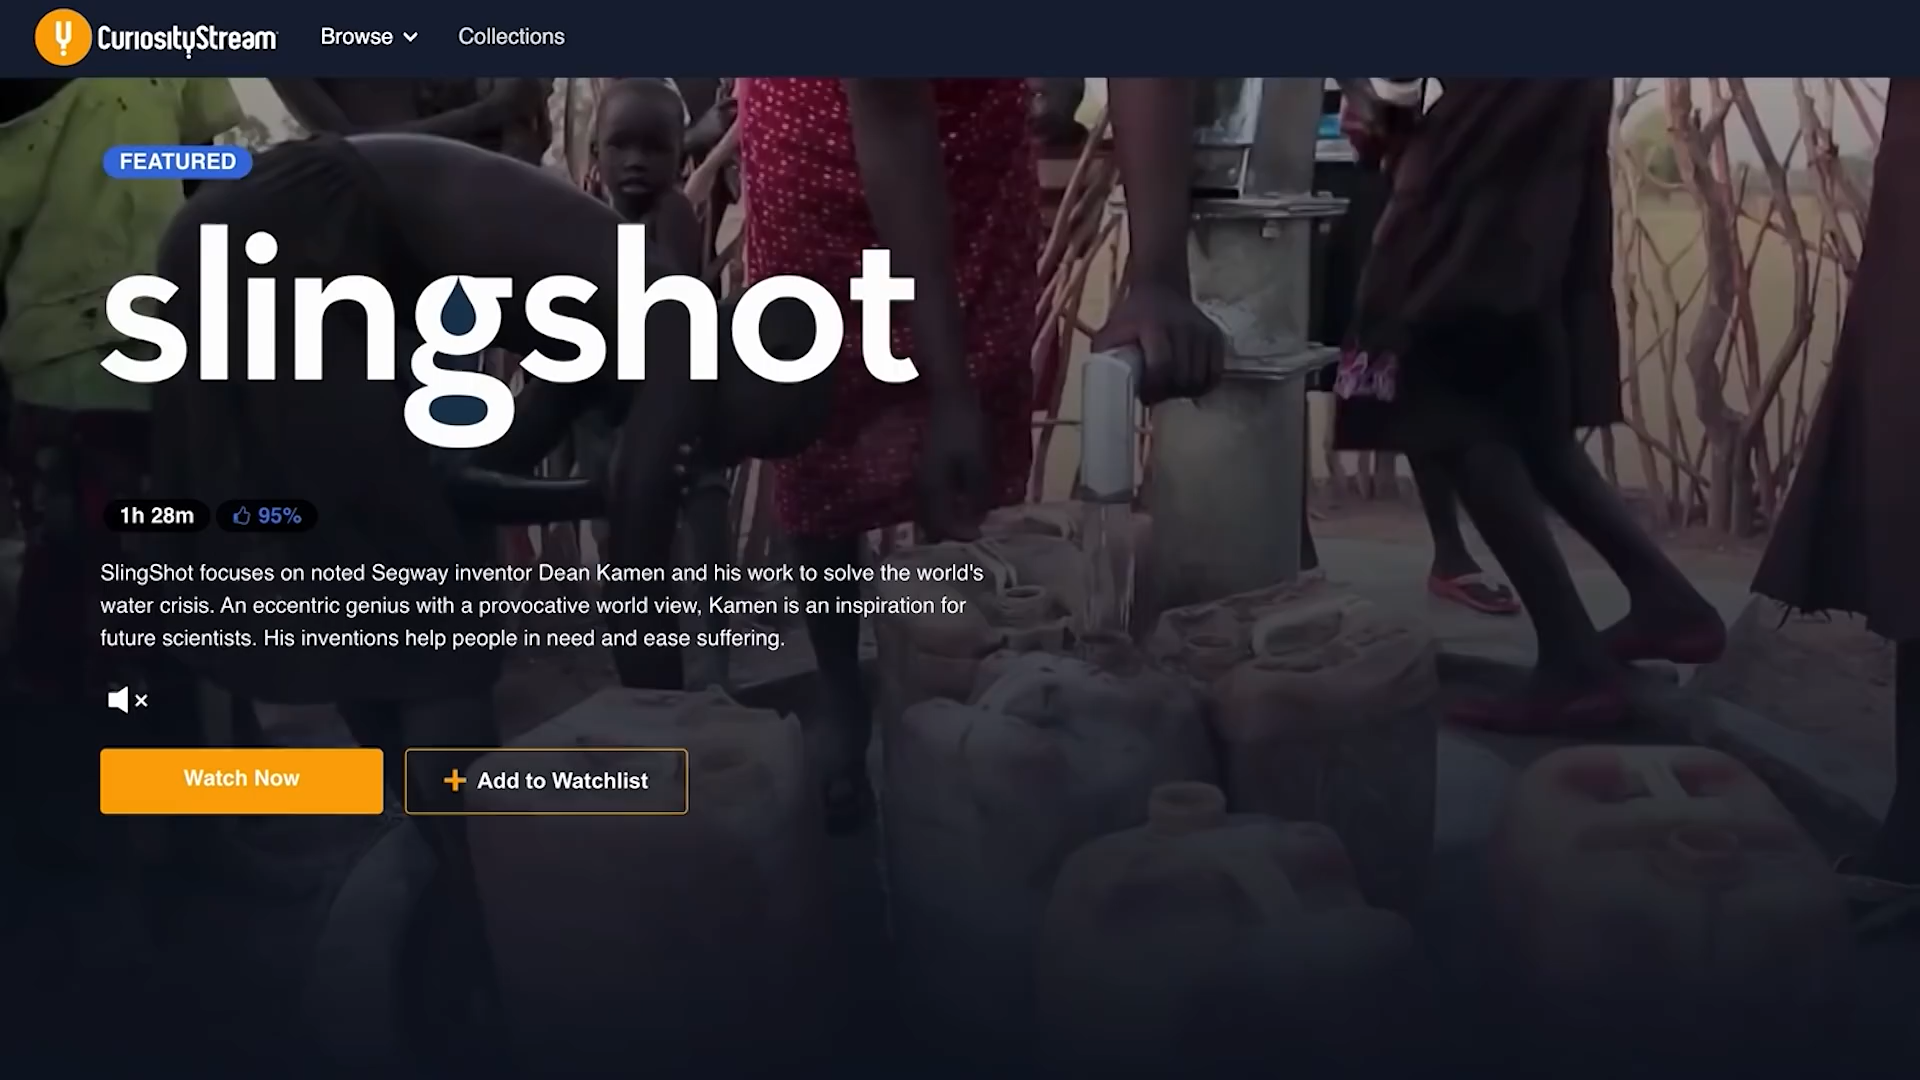 CuriosityStream
Browse
Collections
FEATURED
slingshot
1h 28m
95%
SlingShot focuses on noted Segway inventor Dean Kamen and his work to solve the world's
water crisis. An eccentric genius with a provocative world view, Kamen is an inspiration for
future scientists. His inventions help people in need and ease suffering.
Watch Now
+ Add to Watchlist